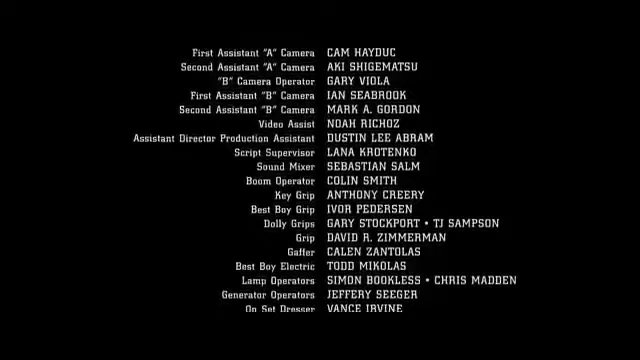 First Assistant "A" Camera CAM HAYDUC
Second Assistant "A" Camera AKI SHIGEMATSU
"B" Camera Operator GARY VIOLA
First Assistant "B" Camera IAN SEABROOK
Second Assistant "B" Camera MARK A. GORDON
Video Assist NOAH RICHOZ
Assistant Director Production Assistant DUSTIN LEE ABRAM
Script Supervisor LANA KROTENKO
Sound Mixer SEBASTIAN SALM
Boom Operator COLIN SMITH
Key Grip ANTHONY CREERY
Best Boy Grip IVOR PEDERSEN
Dolly Grips GARY STOCKPORT • TJ SAMPSON
Grip DAVID R. ZIMMERMAN
Gaffer CALEN ZANTOLAS
Best Boy Electric TODD MIKOLAS
Lamp Operators SIMON BOOKLESS • CHRIS MADDEN
Generator Operators JEFFERY SEEGER
On Set Dresser VANCE IRVINE